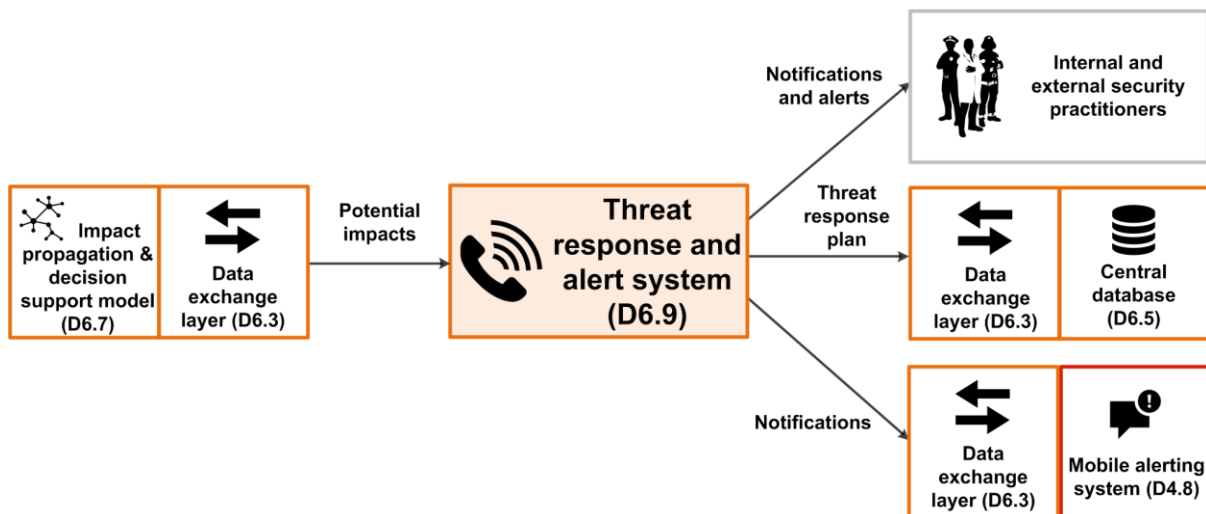 Impact
propagation &
decision
support model
(D6.7)
Data
exchange
layer (D6.3)
Potential
impacts
Threat
response and
alert system
(D6.9)
Notifications
and alerts
Internal and
external security
practitioners
Threat
response
plan
Data
exchange
layer (D6.3)
Central
database
(D6.5)
Notifications
Data
exchange
layer (D6.3)
Mobile alerting
system (D4.8)